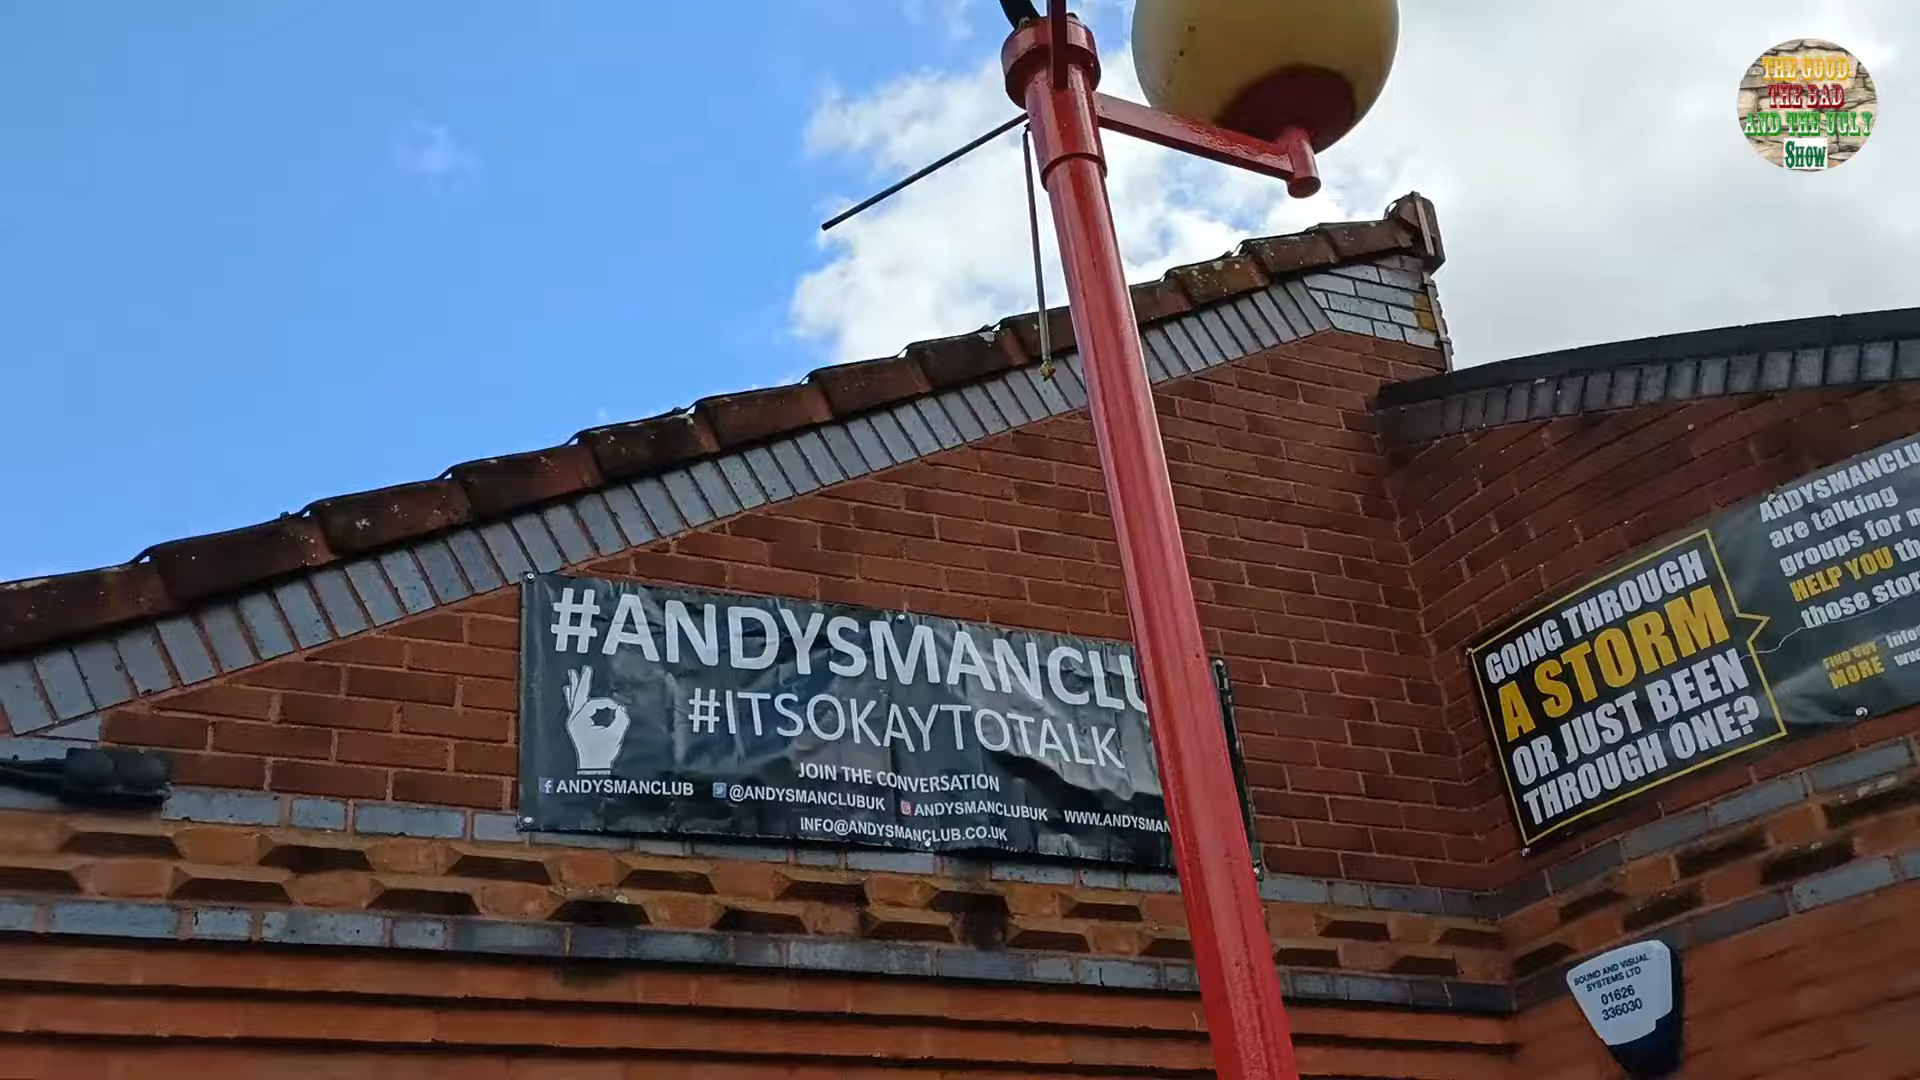 THE GOOD
THE BAD
AND THE UGLY
SHOW
#ANDYSMANCLU
#ITSOKAYTOTALK
JOIN THE CONVERSATION
ANDYSMANCLUB @ANDYSMANCLUBUK ANDYSMANCLUBUK WWW.ANDYSMAN
INFO@ANDYSMANCLUB.CO.UK
GOING THROUGH
A STORM
OR JUST BEEN
THROUGH ONE?
ANDYSMANCLU
are talking
groups for
HELP YOU
those
FIND OUT
MORE
SOUND AND VISUAL
SYSTEMS LTD
01626
336030